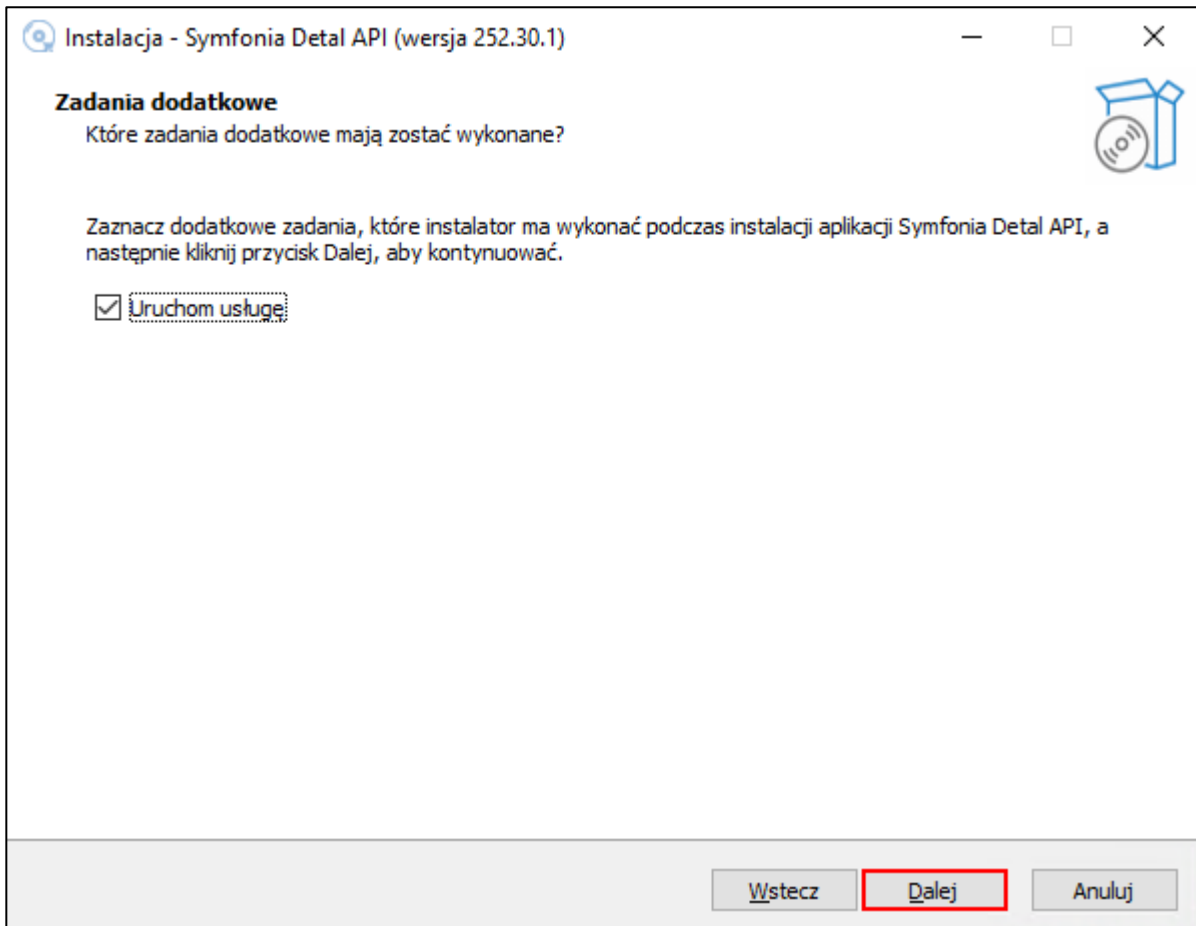 Instalacja - Symfonia Detal API (wersja 252.30.1)
Zadania dodatkowe
Które zadania dodatkowe mają zostać wykonane?
Zaznacz dodatkowe zadania, które instalator ma wykonać podczas instalacji aplikacji Symfonia Detal API, a
następnie kliknij przycisk Dalej, aby kontynuować.
Uruchom usługę
Wstecz
Dalej
Anuluj